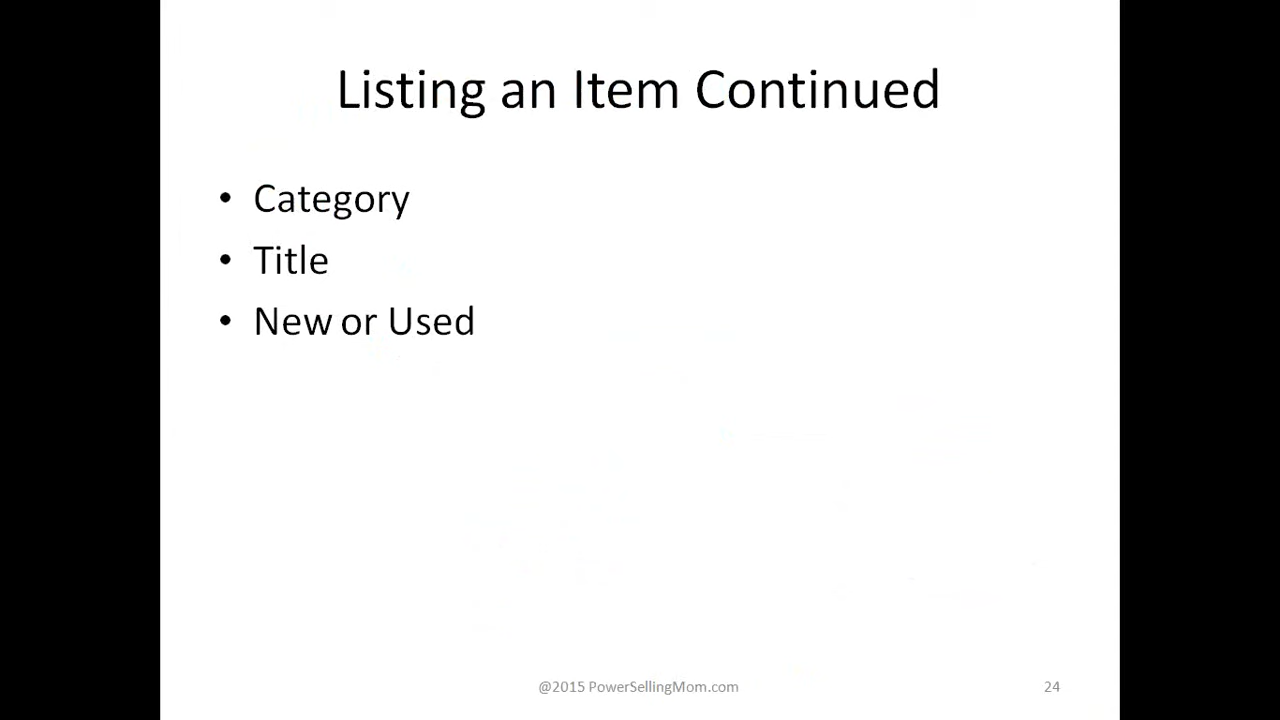 Listing an Item Continued
• Category
• Title
• New or Used
@2015 PowerSellingMom.com
24